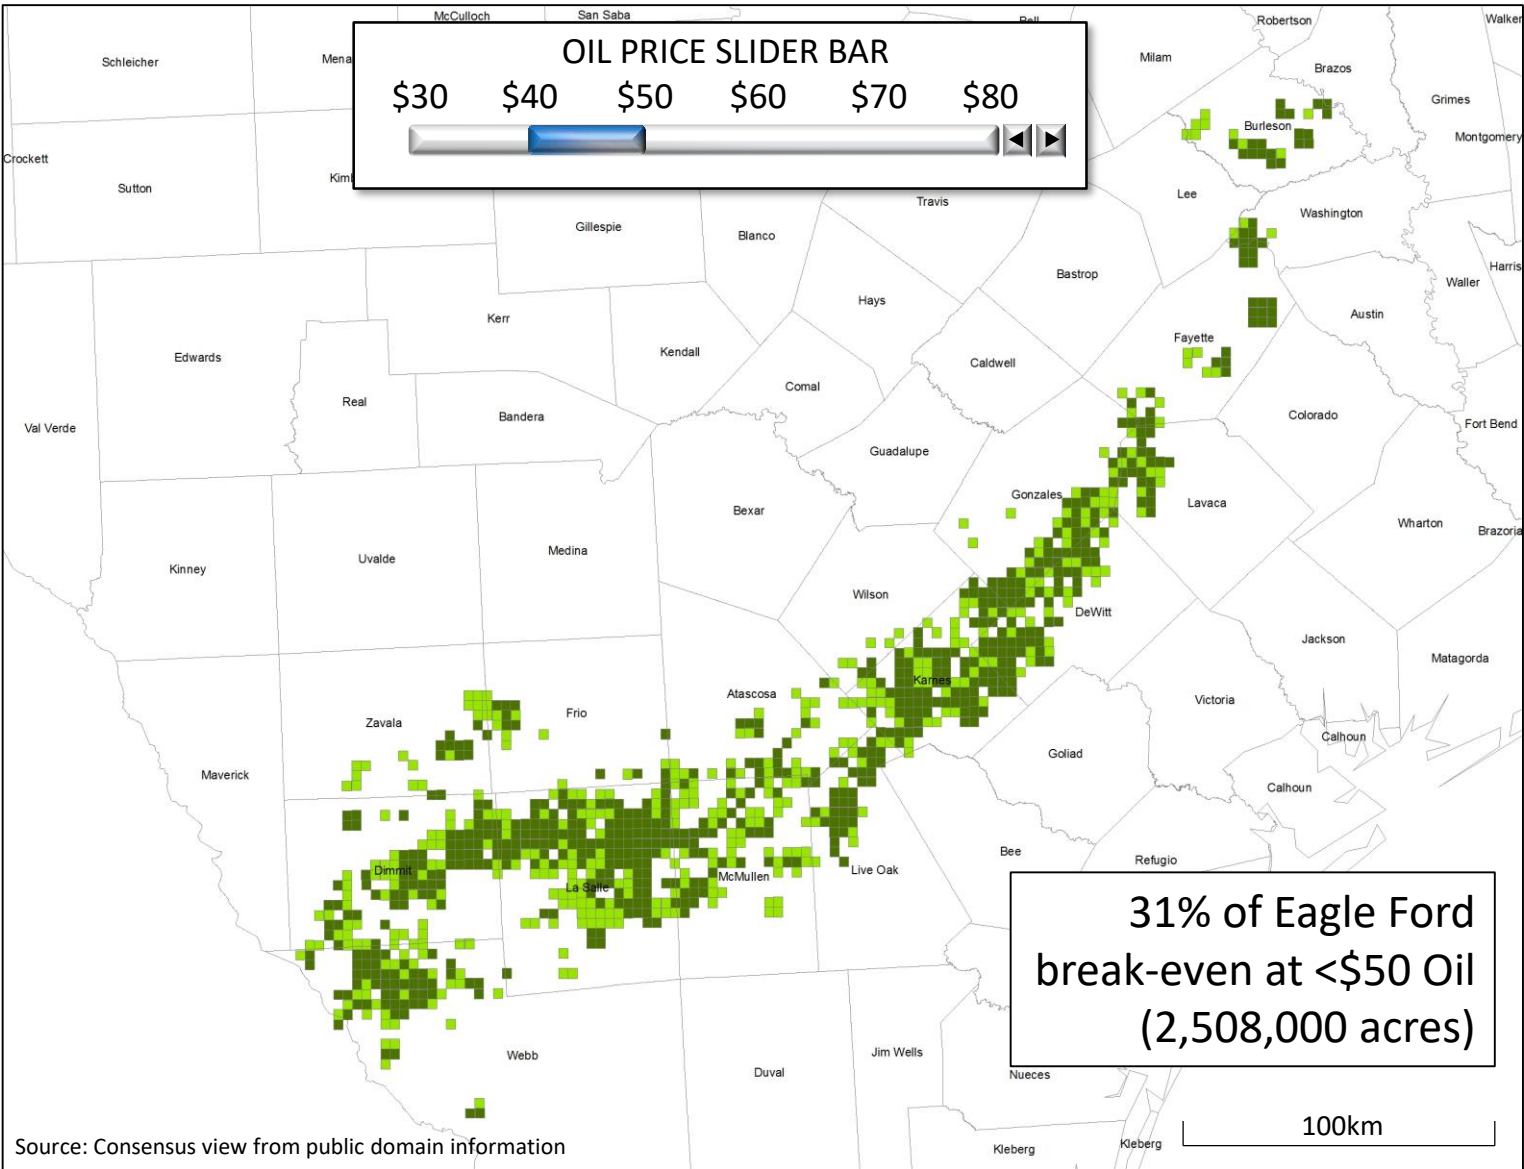 McCulloch
San Saba
Robertson
Walker
Schleicher
Milam
Brazos
OIL PRICE SLIDER BAR
$30 $40 $50 $60 $70 $80
Grimes
Burleson
Montgomery
Crockett
Sutton
Lee
Travis
Washington
Gillespie
Blanco
Harris
Bastrop
Waller
Hays
Austin
Kerr
Fayette
Edwards
Kendall
Caldwell
Comal
Real
Bandera
Colorado
Val Verde
Fort Bend
Guadalupe
Gonzales
Lavaca
Bexar
Wharton
Brazoria
Medina
Uvalde
Kinney
Wilson
DeWitt
Jackson
Matagorda
Karnes
Atascosa
Victoria
Zavala
Frio
Calhoun
Goliad
Maverick
Calhoun
Bee
Refugio
Dimmit
Live Oak
McMullen
La Salle
31% of Eagle Ford
break-even at <$50 Oil
(2,508,000 acres)
Webb
Jim Wells
Duval
Nueces
100km
Source: Consensus view from public domain information
Kleberg
Kleberg